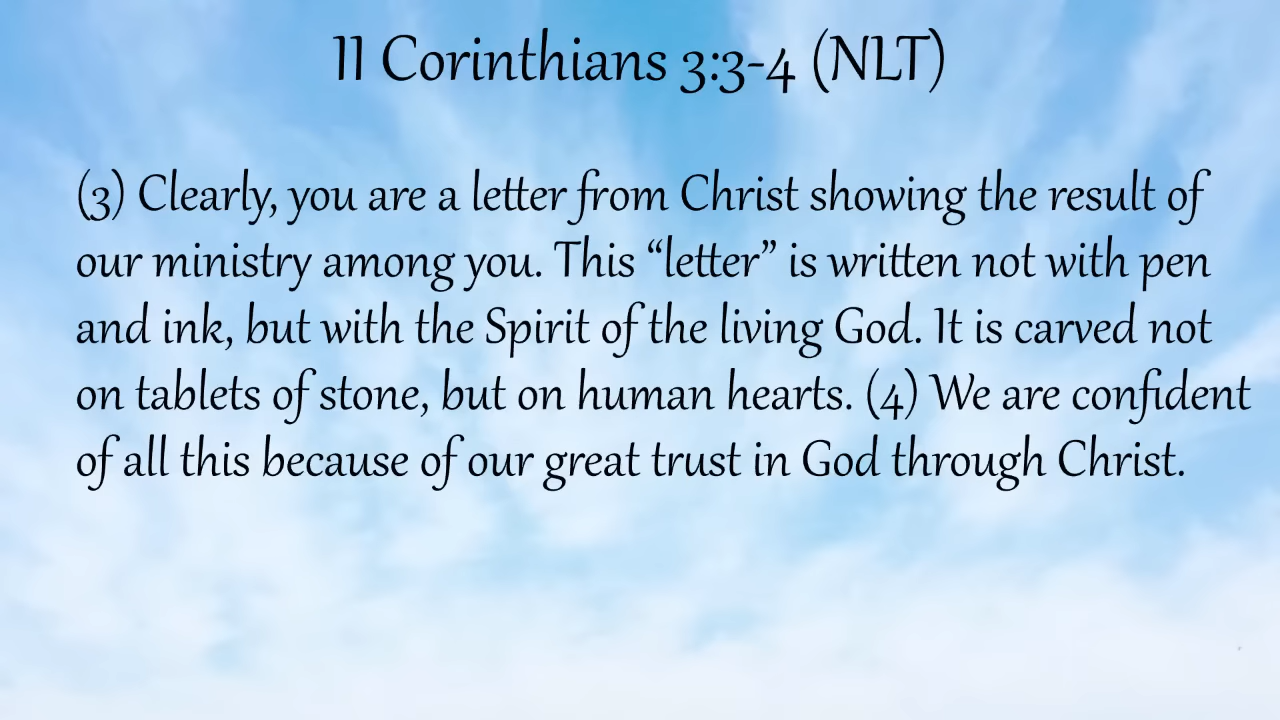 II Corinthians 3:3-4 (NLT)
(3) Clearly, you are a letter from Christ showing the result of
our ministry among you. This “letter” is written not with pen
and ink, but with the Spirit of the living God. It is carved not
on tablets of stone, but on human hearts. (4) We are confident
of all this because of our great trust in God through Christ.